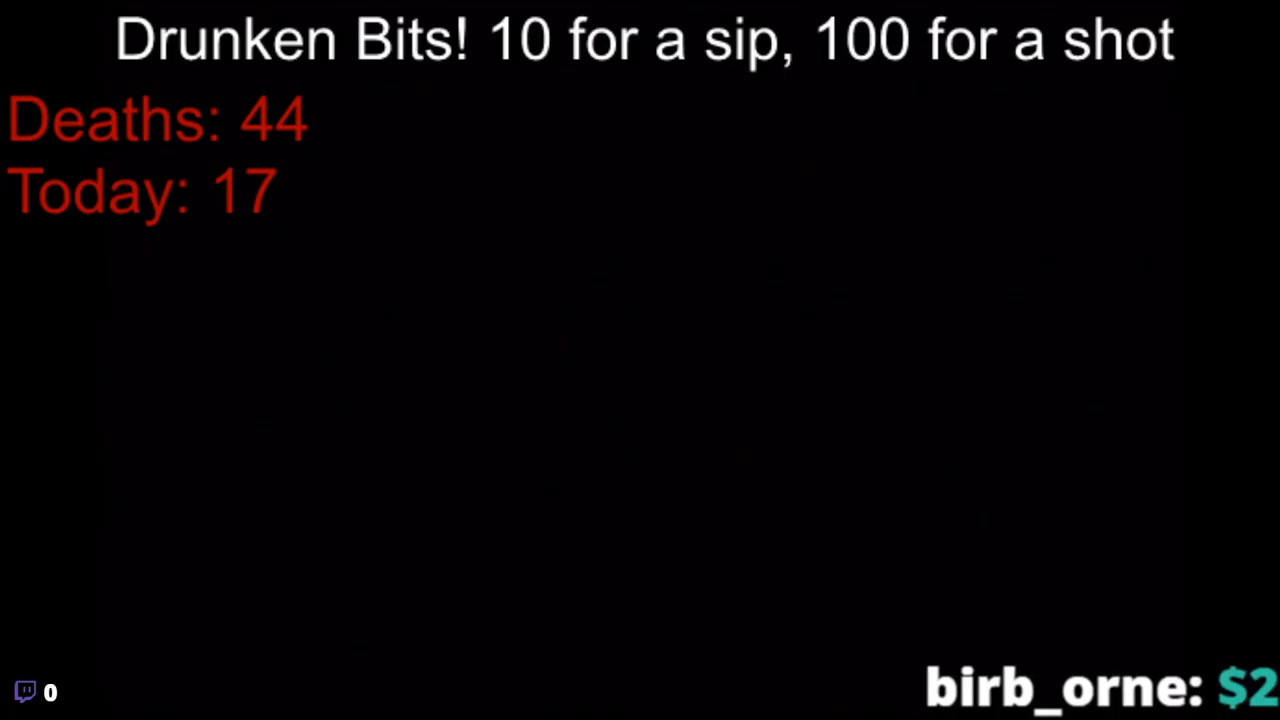 Drunken Bits! 10 for a sip, 100 for a shot
Deaths: 44
Today: 17
0
birb_orne: $2